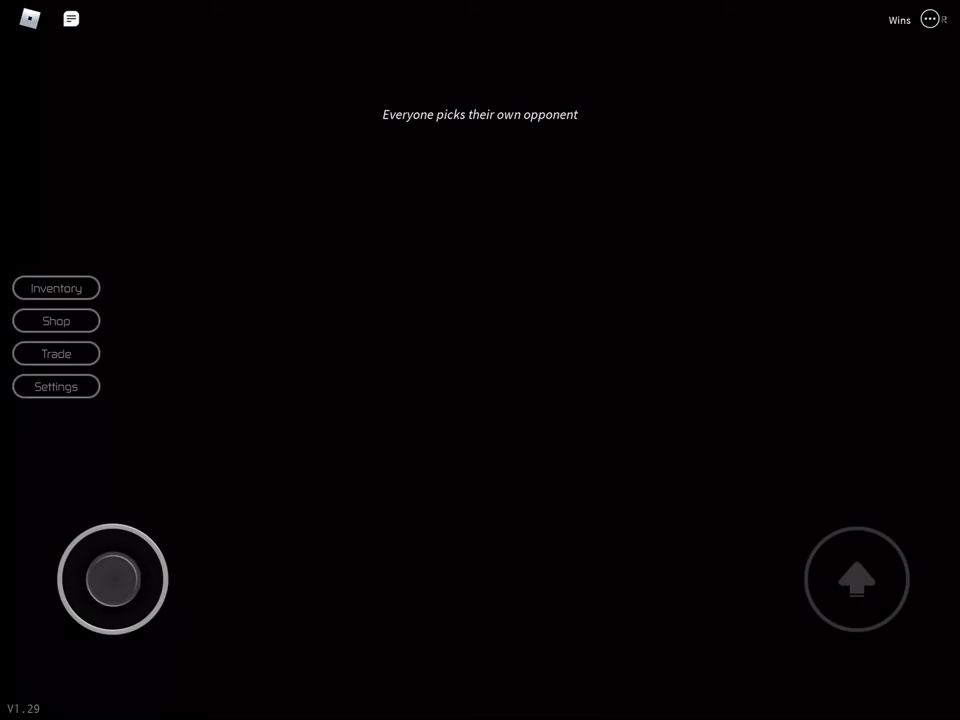 Wins
Everyone picks their own opponent
Inventory
Shop
Trade
Settings
V1.29